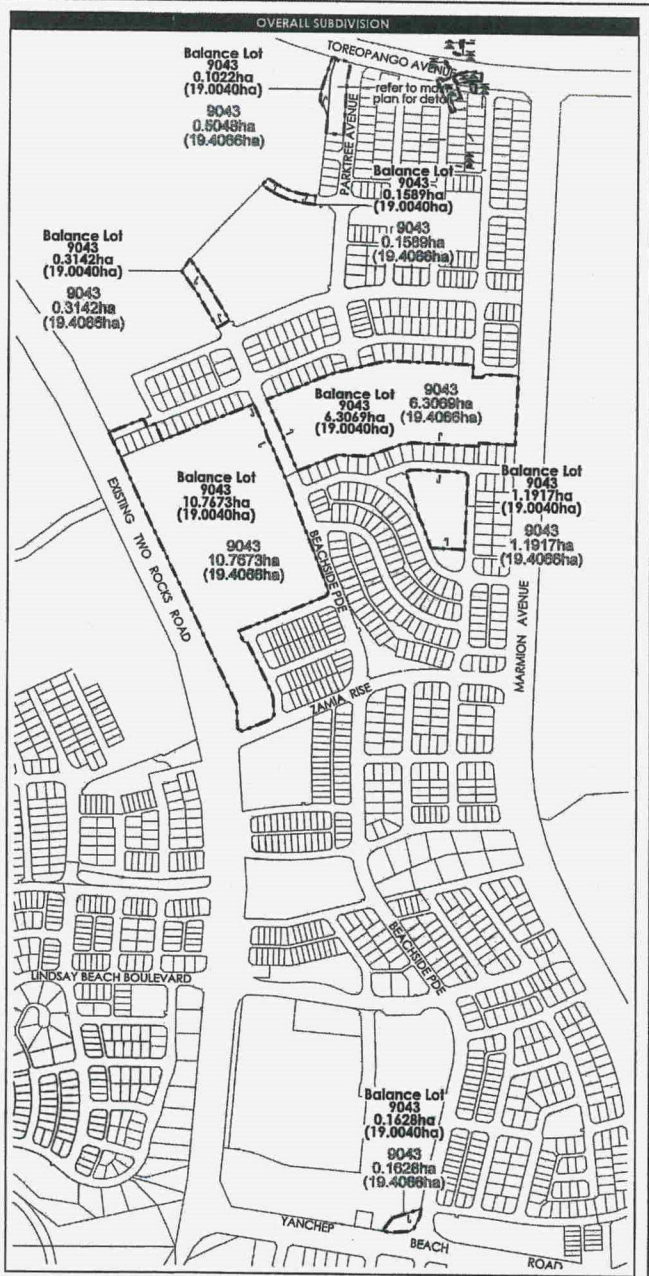 OVERALL SUBDIVISION
TOREOPANGO AVENUE
Balance Lot
9043
0.1022ha
(19.0040ha)
9043
0.5048ha
(19.4066ha)
refer to main
plan for detail
PARKTREE AVENUE
Balance Lot
9043
0.1589ha
(19.0040ha)
9043
0.1589ha
(19.4066ha)
Balance Lot
9043
0.3142ha
(19.0040ha)
9043
0.3142ha
(19.4066ha)
Balance Lot
9043
6.3069ha
(19.0040ha)
9043
6.3069ha
(19.4066ha)
Balance Lot
9043
10.7673ha
(19.0040ha)
9043
10.7673ha
(19.4066ha)
Balance Lot
9043
1.1917ha
(19.0040ha)
9043
1.1917ha
(19.4066ha)
EXISTING TWO ROCKS ROAD
BEACHSIDE PDE
MARMION AVENUE
ZAMIA RISE
BEACHSIDE PDE
LINDSAY BEACH BOULEVARD
Balance Lot
9043
0.1628ha
(19.0040ha)
9043
0.1628ha
(19.4066ha)
YANCHEP BEACH ROAD